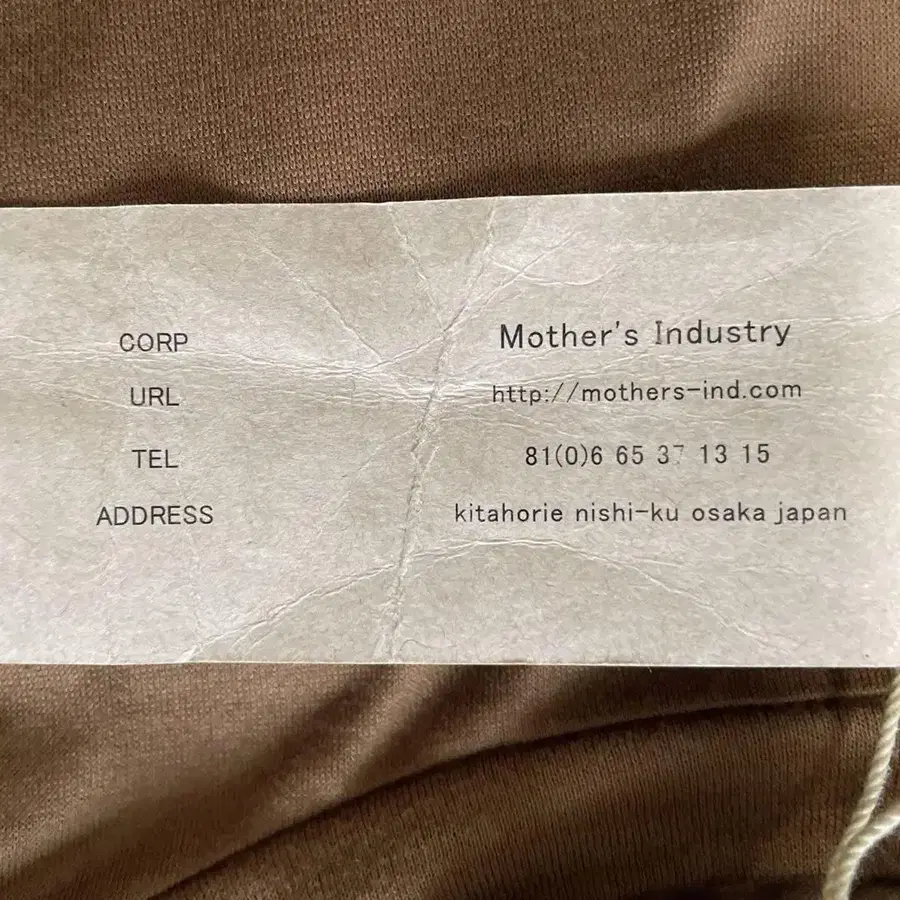 CORP Mother's Industry
URL http://mothers-ind.com
TEL 81(0)6 65 37 13 15
ADDRESS kitahorie nishi-ku osaka japan